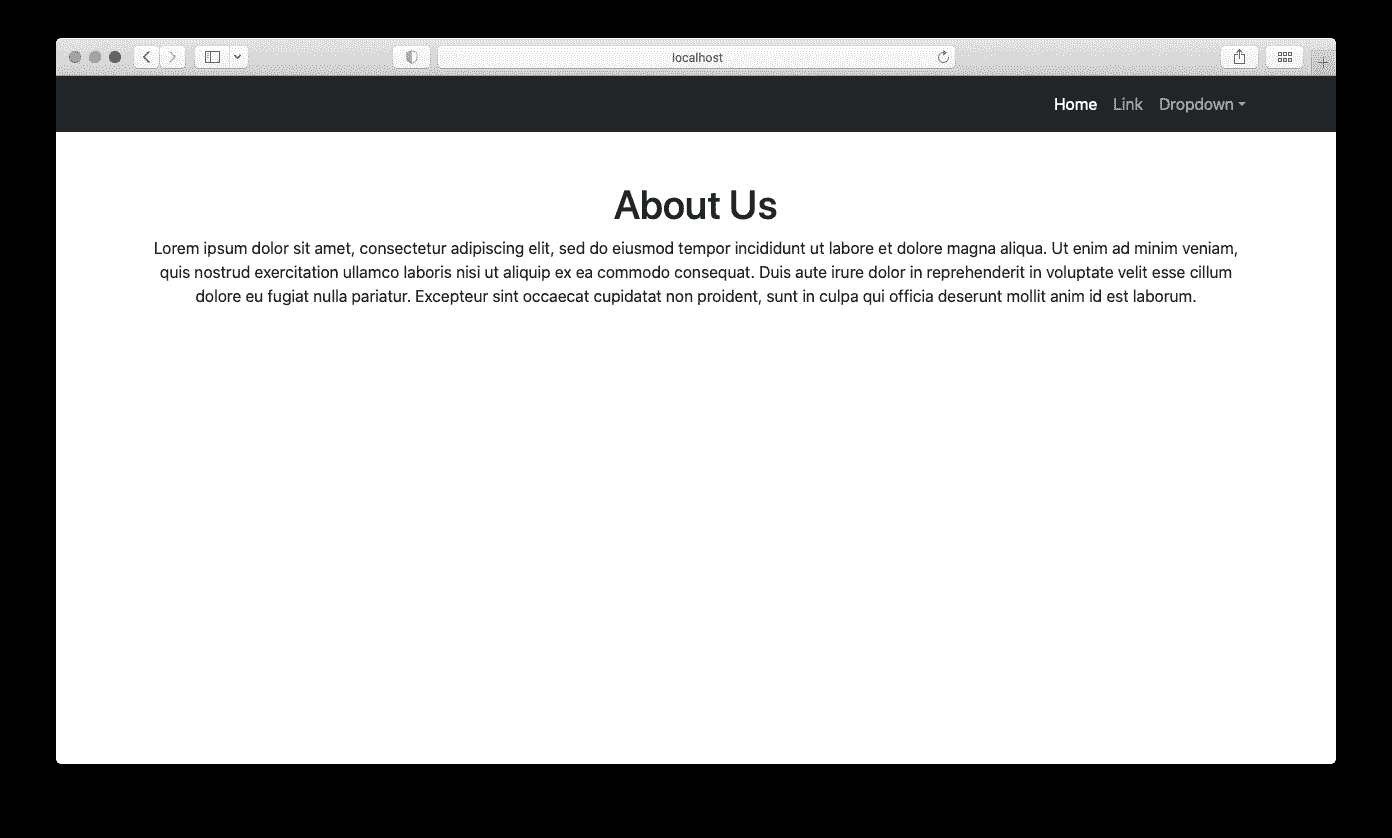 localhost
Home Link Dropdown
About Us
Lorem ipsum dolor sit amet, consectetur adipiscing elit, sed do eiusmod tempor incididunt ut labore et dolore magna aliqua. Ut enim ad minim veniam,
quis nostrud exercitation ullamco laboris nisi ut aliquip ex ea commodo consequat. Duis aute irure dolor in reprehenderit in voluptate velit esse cillum
dolore eu fugiat nulla pariatur. Excepteur sint occaecat cupidatat non proident, sunt in culpa qui officia deserunt mollit anim id est laborum.